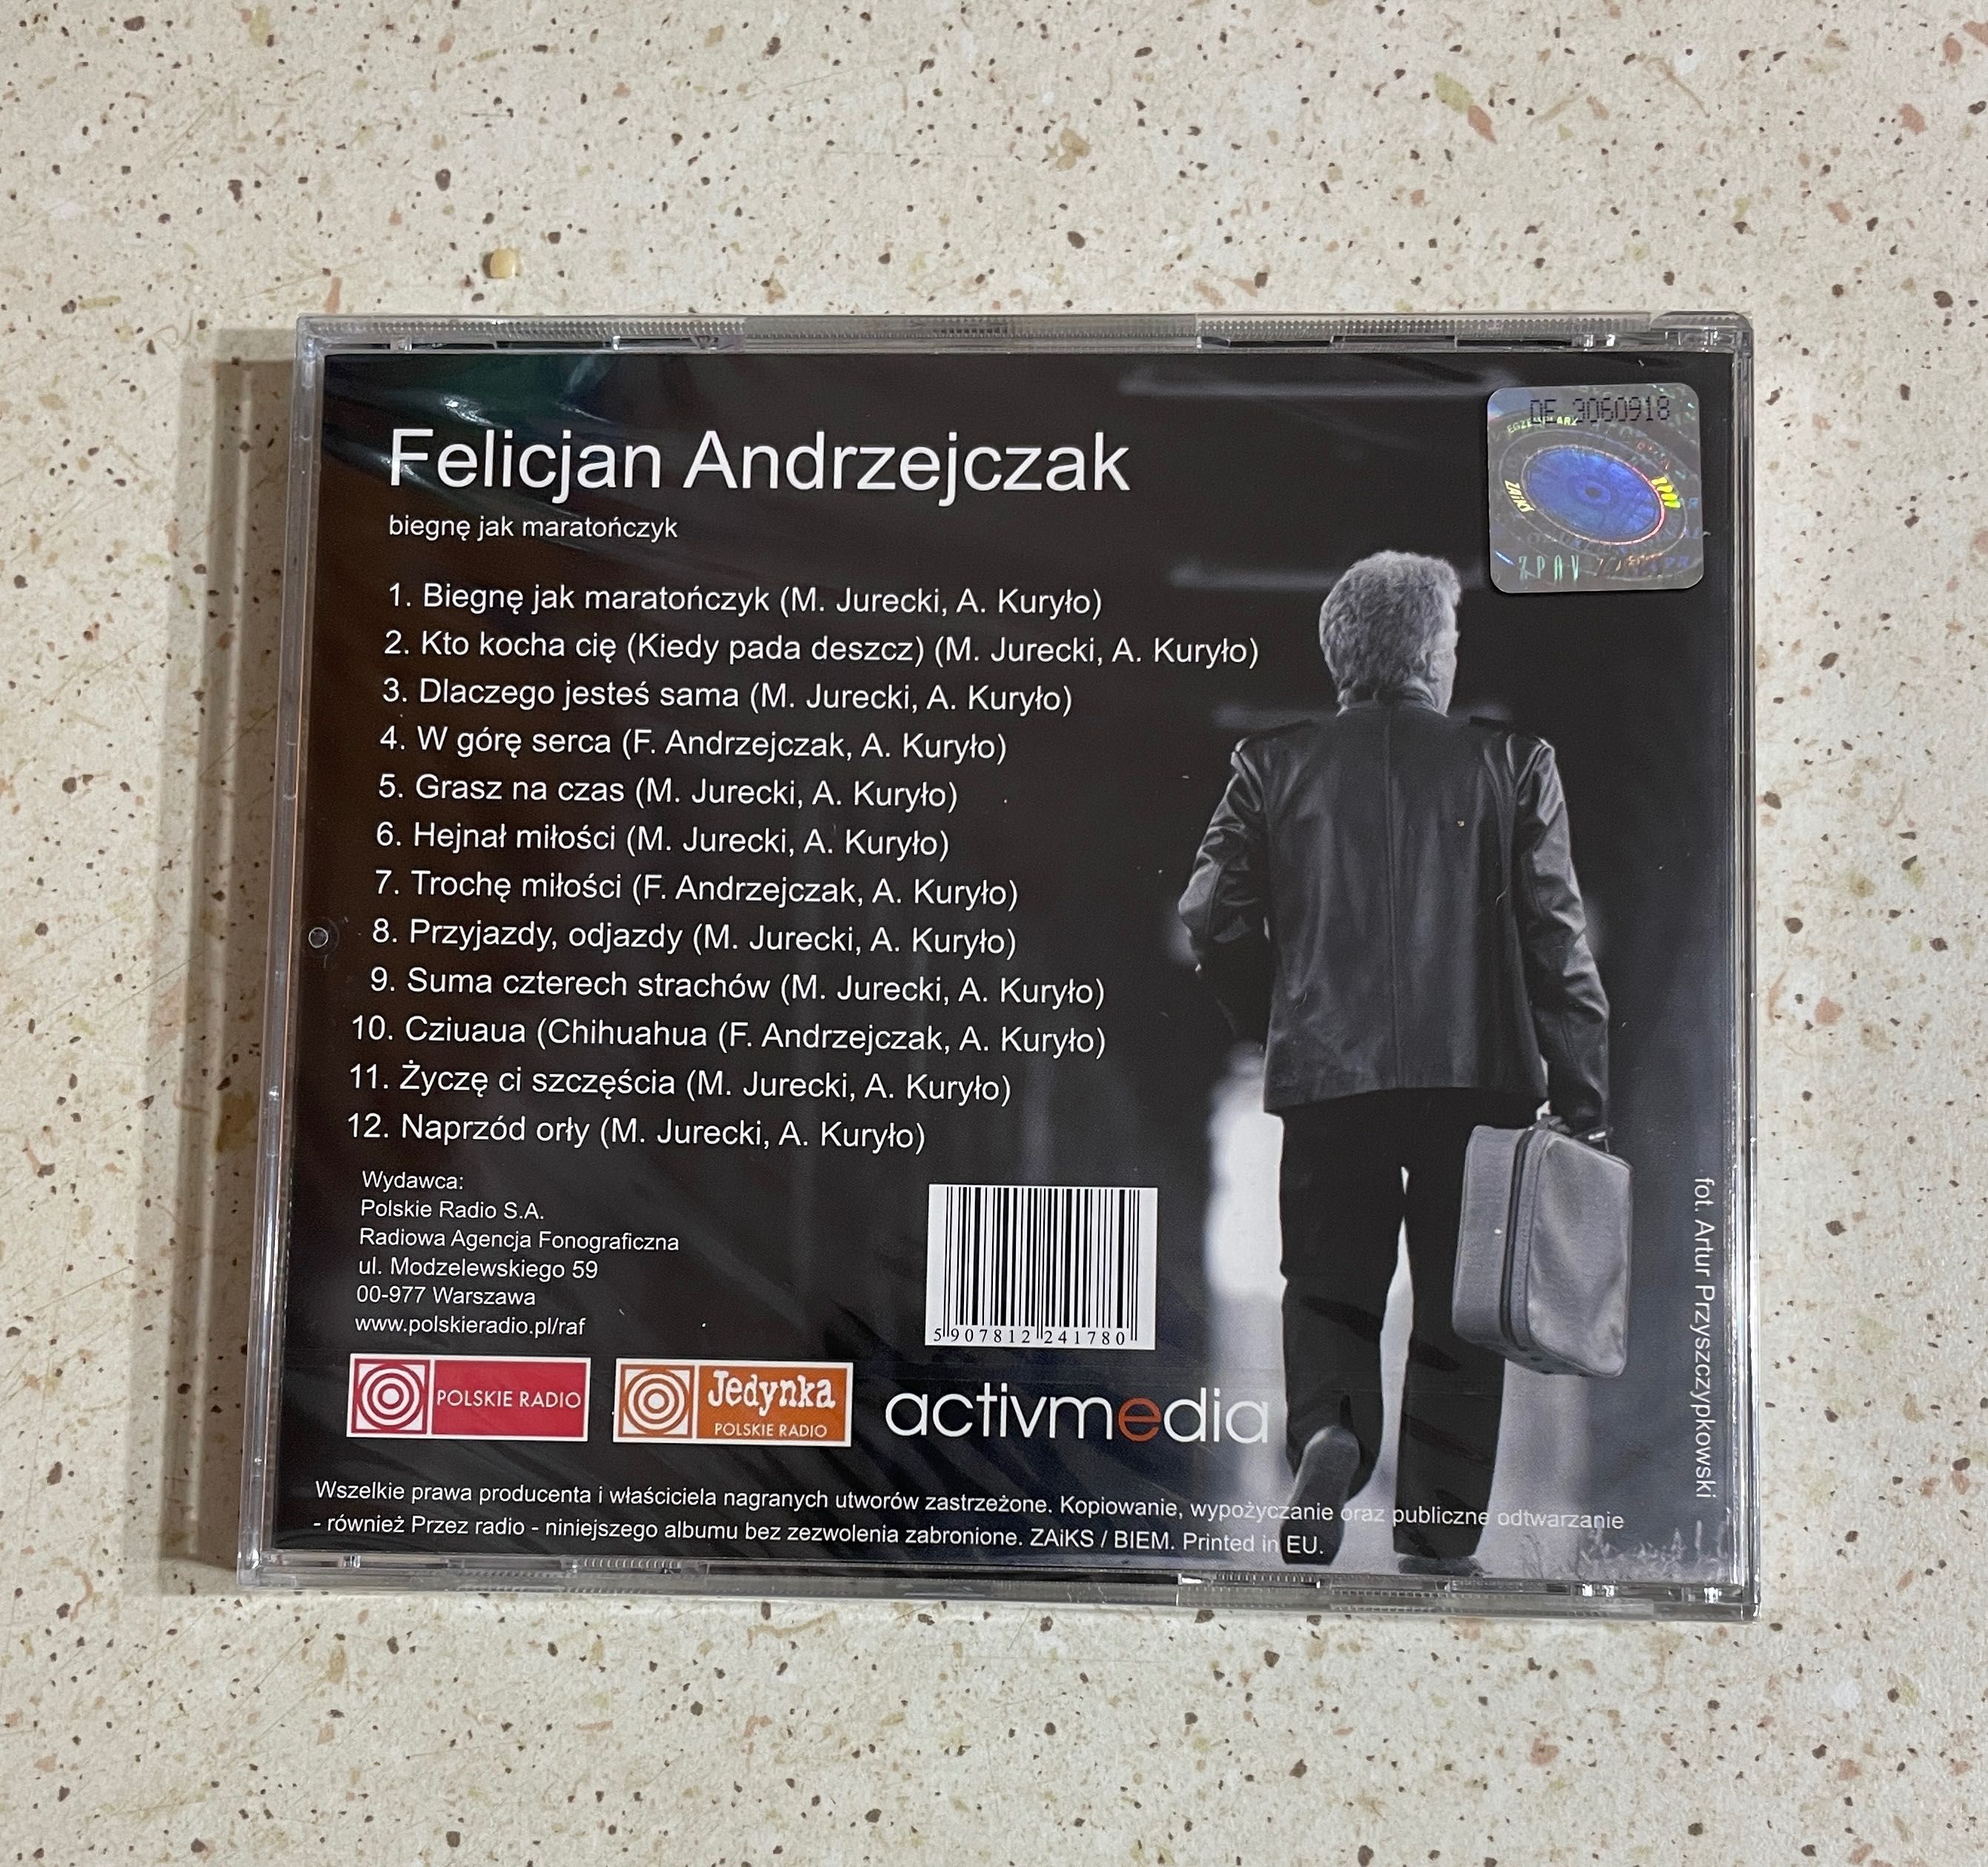 Felicjan Andrzejczak
biegnę jak maratończyk
1. Biegnę jak maratończyk (M. Jurecki, A. Kuryło)
2. Kto kocha cię (Kiedy pada deszcz) (M. Jurecki, A. Kuryło)
3. Dlaczego jesteś sama (M. Jurecki, A. Kuryło)
4. W górę serca (F. Andrzejczak, A. Kuryło)
5. Grasz na czas (M. Jurecki, A. Kuryło)
6. Hejnał miłości (M. Jurecki, A. Kuryło)
7. Trochę miłości (F. Andrzejczak, A. Kuryło)
8. Przyjazdy, odjazdy (M. Jurecki, A. Kuryło)
9. Suma czterech strachów (M. Jurecki, A. Kuryło)
10. Cziuaua (Chihuahua (F. Andrzejczak, A. Kuryło)
11. Życzę ci szczęścia (M. Jurecki, A. Kuryło)
12. Naprzód orły (M. Jurecki, A. Kuryło)
Wydawca:
Polskie Radio S.A.
Radiowa Agencja Fonograficzna
ul. Modzelewskiego 59
00-977 Warszawa
www.polskieradio.pl/raf
5 907812 241780
POLSKIE RADIO
Jedynka
POLSKIE RADIO
activmedia
Wszelkie prawa producenta i właściciela nagranych utworów zastrzeżone. Kopiowanie, wypożyczanie oraz publiczne odtwarzanie
- również Przez radio - niniejszego albumu bez zezwolenia zabronione. ZAiKS / BIEM. Printed in EU.
fot. Artur Przyszczypkowski
3060918
ZAiKS
ZPAV